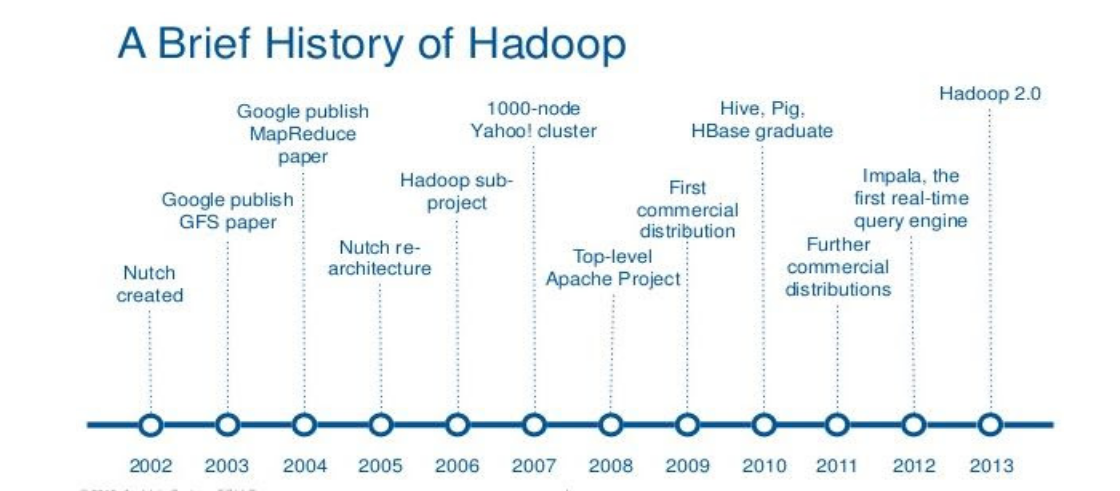 A Brief History of Hadoop
Nutch
created
Google publish
GFS paper
Google publish
MapReduce
paper
Nutch re-
architecture
Hadoop sub-
project
1000-node
Yahoo! cluster
Top-level
Apache Project
First
commercial
distribution
Hive, Pig,
HBase graduate
Further
commercial
distributions
Impala, the
first real-time
query engine
Hadoop 2.0
2002 2003 2004 2005 2006 2007 2008 2009 2010 2011 2012 2013